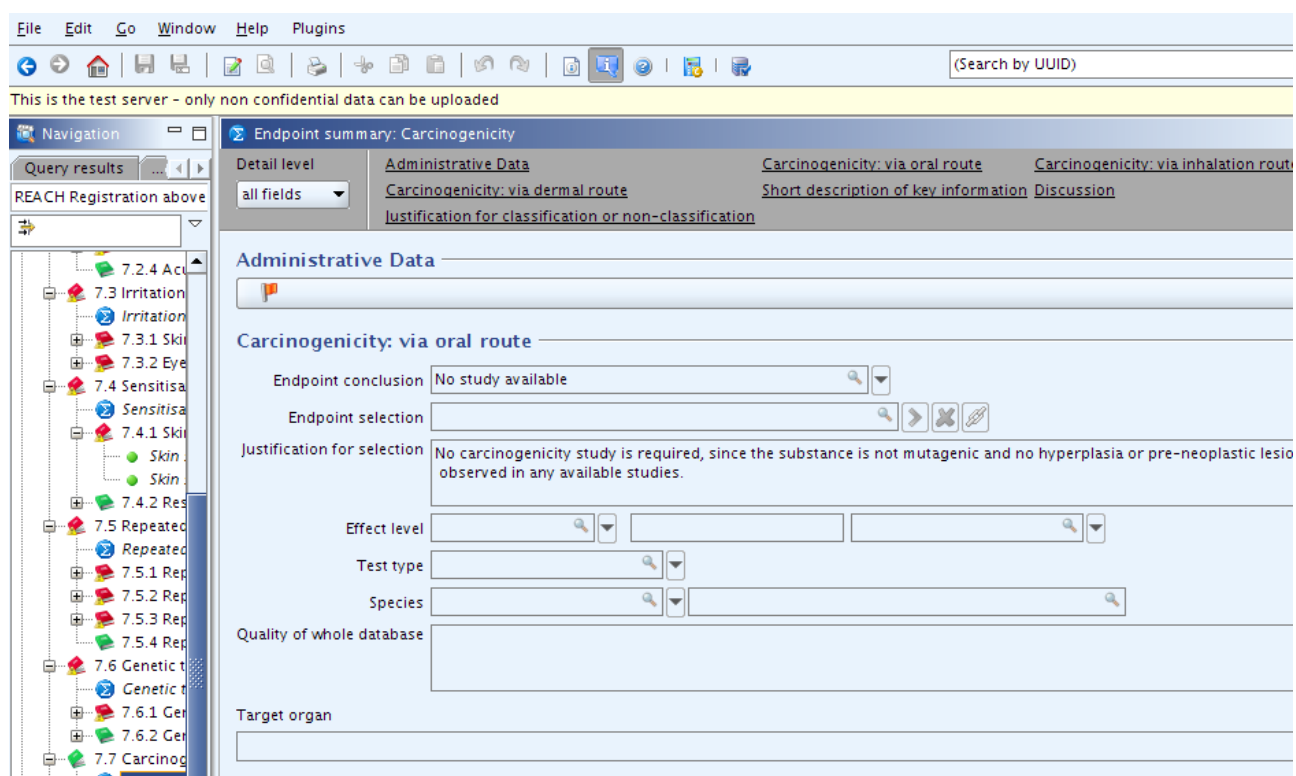 File Edit Go Window Help Plugins
(Search by UUID)
This is the test server - only non confidential data can be uploaded
Navigation
Query results ...
REACH Registration above
7.2.4 Acu
7.3 Irritation
Irritation
7.3.1 Skin
7.3.2 Eye
7.4 Sensitisa
Sensitisa
7.4.1 Skin
Skin .
Skin .
7.4.2 Res
7.5 Repeated
Repeated
7.5.1 Rep
7.5.2 Rep
7.5.3 Rep
7.5.4 Rep
7.6 Genetic t
Genetic t
7.6.1 Gen
7.6.2 Gen
7.7 Carcinog
Endpoint summary: Carcinogenicity
Detail level
all fields
Administrative Data Carcinogenicity: via oral route Carcinogenicity: via inhalation route
Carcinogenicity: via dermal route Short description of key information Discussion
Justification for classification or non-classification
Administrative Data
Carcinogenicity: via oral route
Endpoint conclusion No study available
Endpoint selection
Justification for selection No carcinogenicity study is required, since the substance is not mutagenic and no hyperplasia or pre-neoplastic lesio
observed in any available studies.
Effect level
Test type
Species
Quality of whole database
Target organ